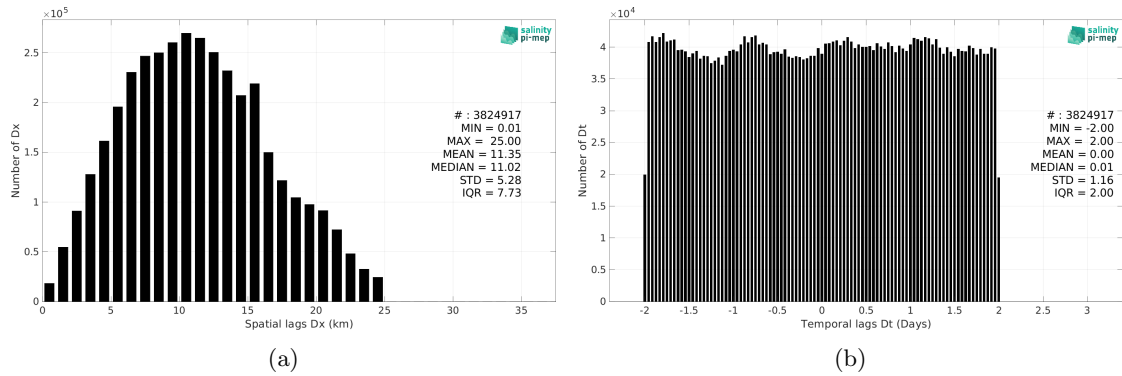 ×10⁵
salinity
pi-mep
2.5
2
1.5
1
0.5
0
Number of Dx
# : 3824917
MIN = 0.01
MAX = 25.00
MEAN = 11.35
MEDIAN = 11.02
STD = 5.28
IQR = 7.73
0 5 10 15 20 25 30 35
Spatial lags Dx (km)
(a)
×10⁴
salinity
pi-mep
4
3.5
3
2.5
2
1.5
1
0.5
0
Number of Dt
# : 3824917
MIN = -2.00
MAX = 2.00
MEAN = 0.00
MEDIAN = 0.01
STD = 1.16
IQR = 2.00
-2 -1.5 -1 -0.5 0 0.5 1 1.5 2 2.5 3
Temporal lags Dt (Days)
(b)